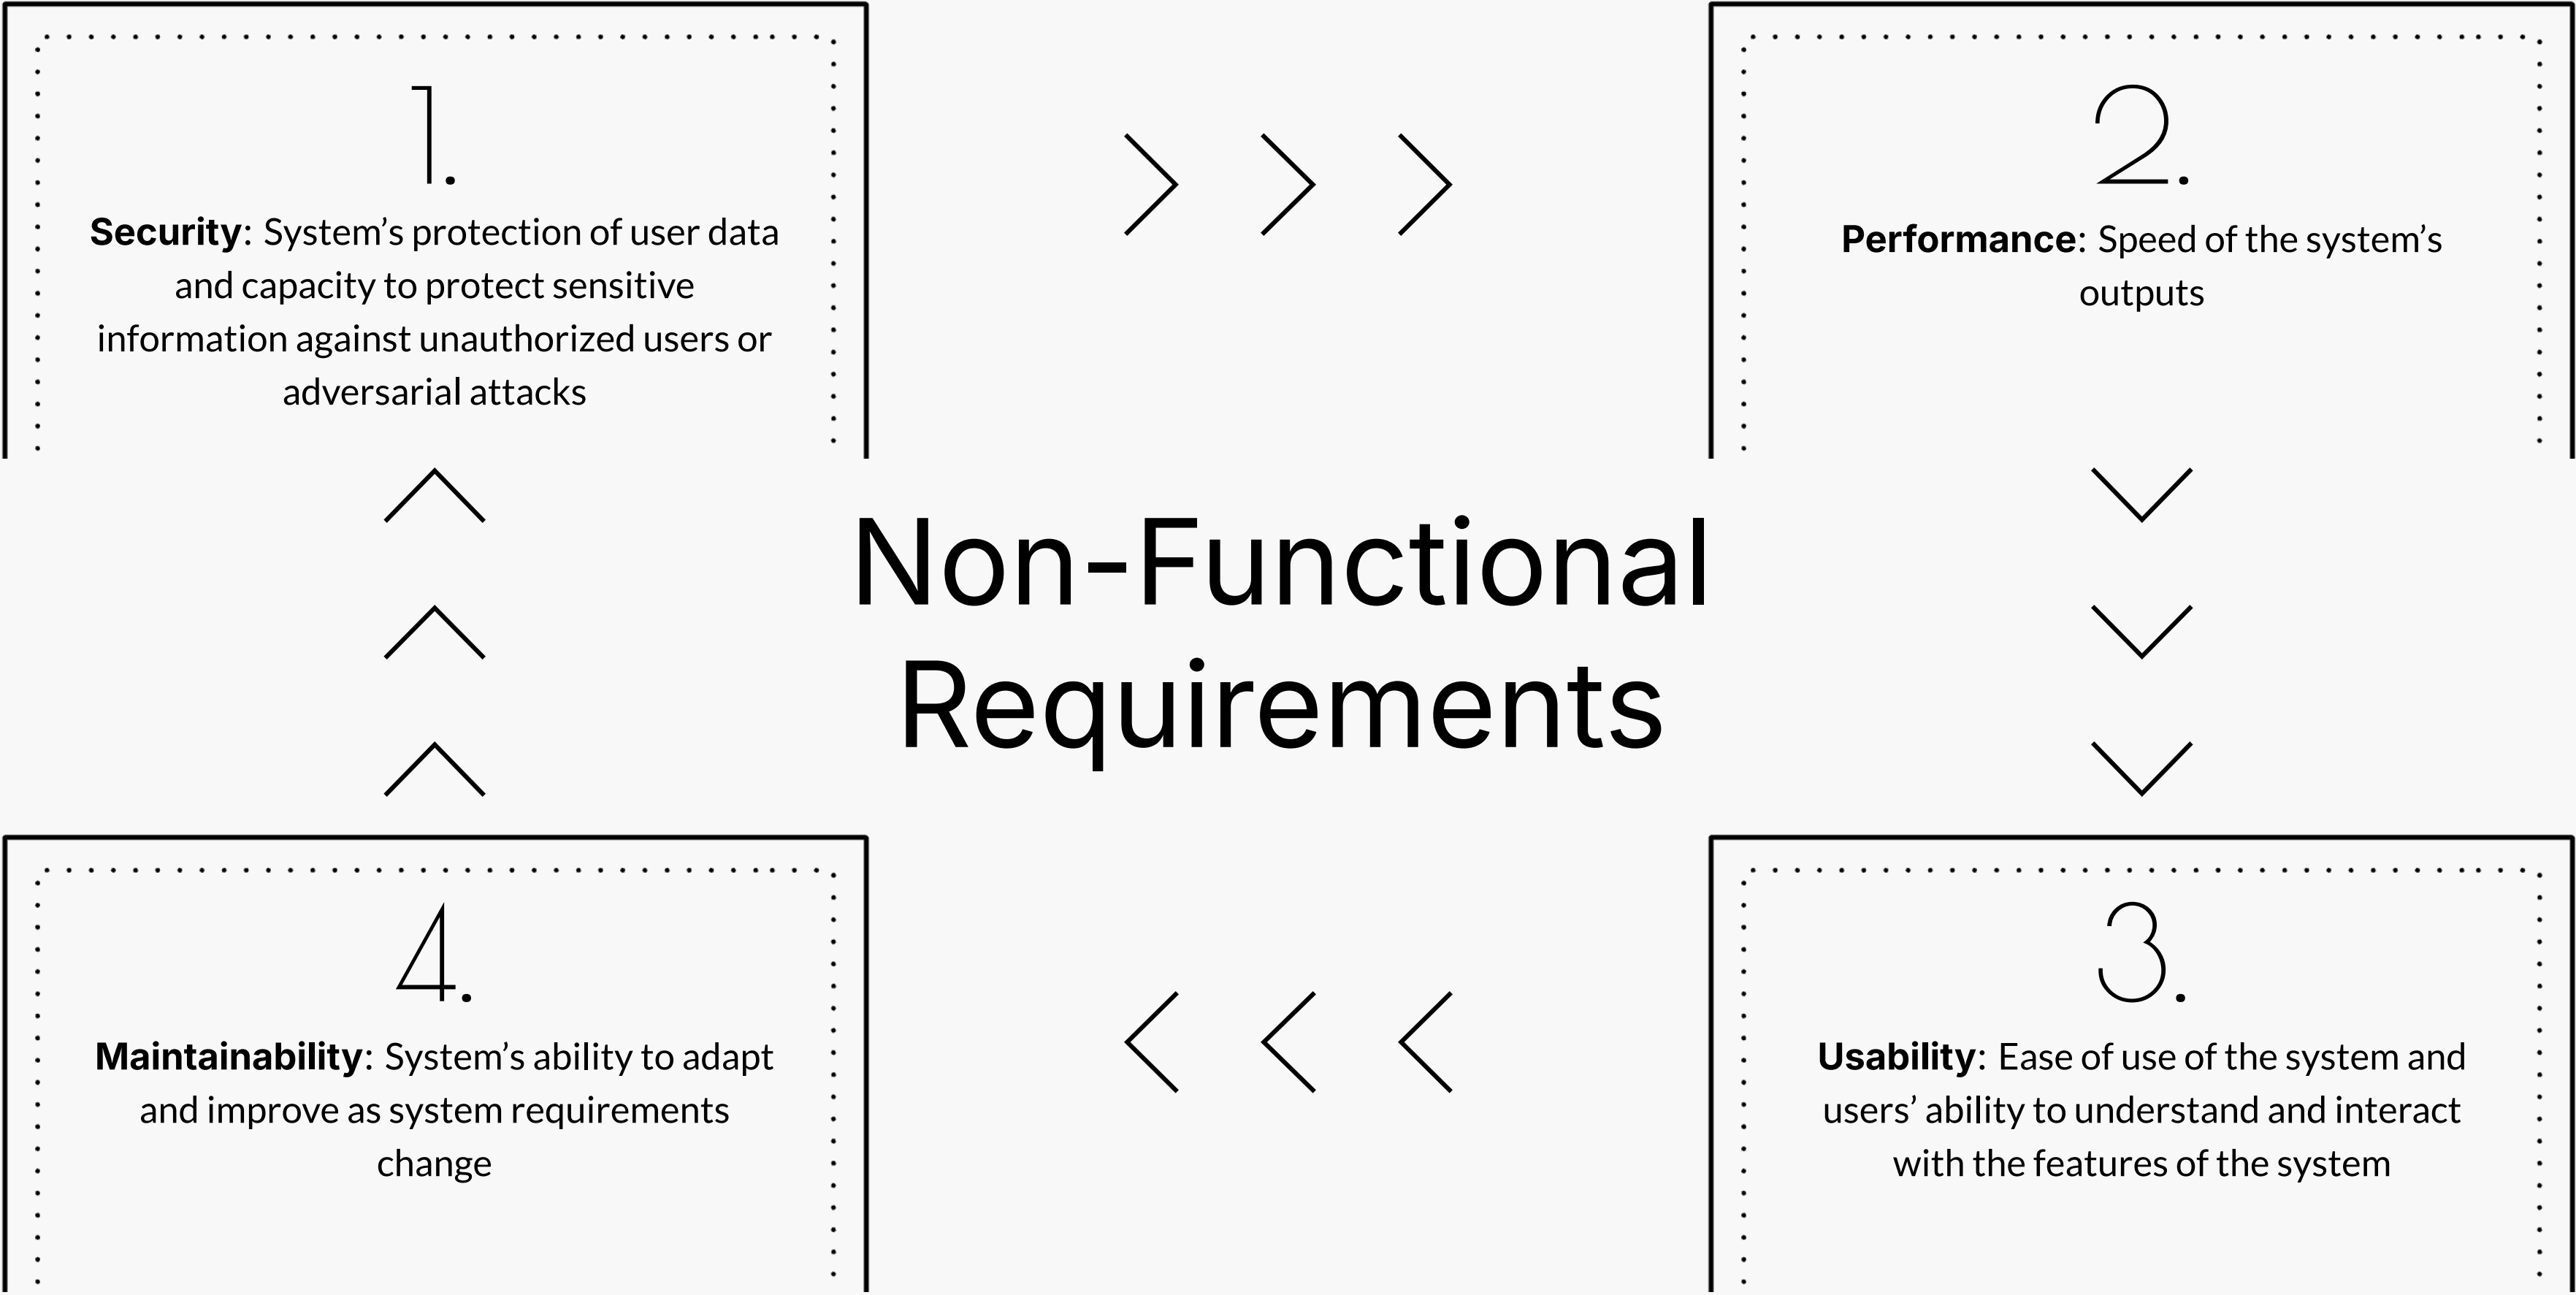 1.
Security: System’s protection of user data
and capacity to protect sensitive
information against unauthorized users or
adversarial attacks
2.
Performance: Speed of the system’s
outputs
Non-Functional
Requirements
3.
Usability: Ease of use of the system and
users’ ability to understand and interact
with the features of the system
4.
Maintainability: System’s ability to adapt
and improve as system requirements
change